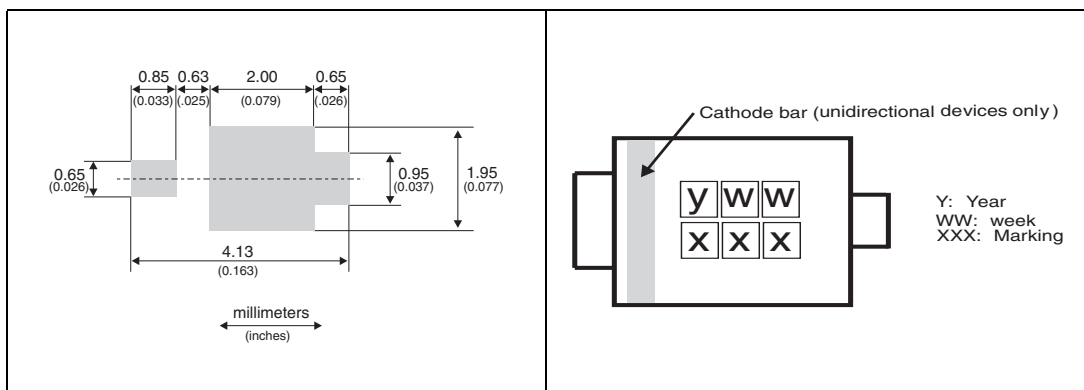 0.85 0.63 2.00 0.65
(0.033) (.025) (0.079) (.026)
0.65
(0.026)
0.95
(0.037)
1.95
(0.077)
4.13
(0.163)
millimeters
(inches)
Cathode bar (unidirectional devices only )
y w w
x x x
Y: Year
WW: week
XXX: Marking